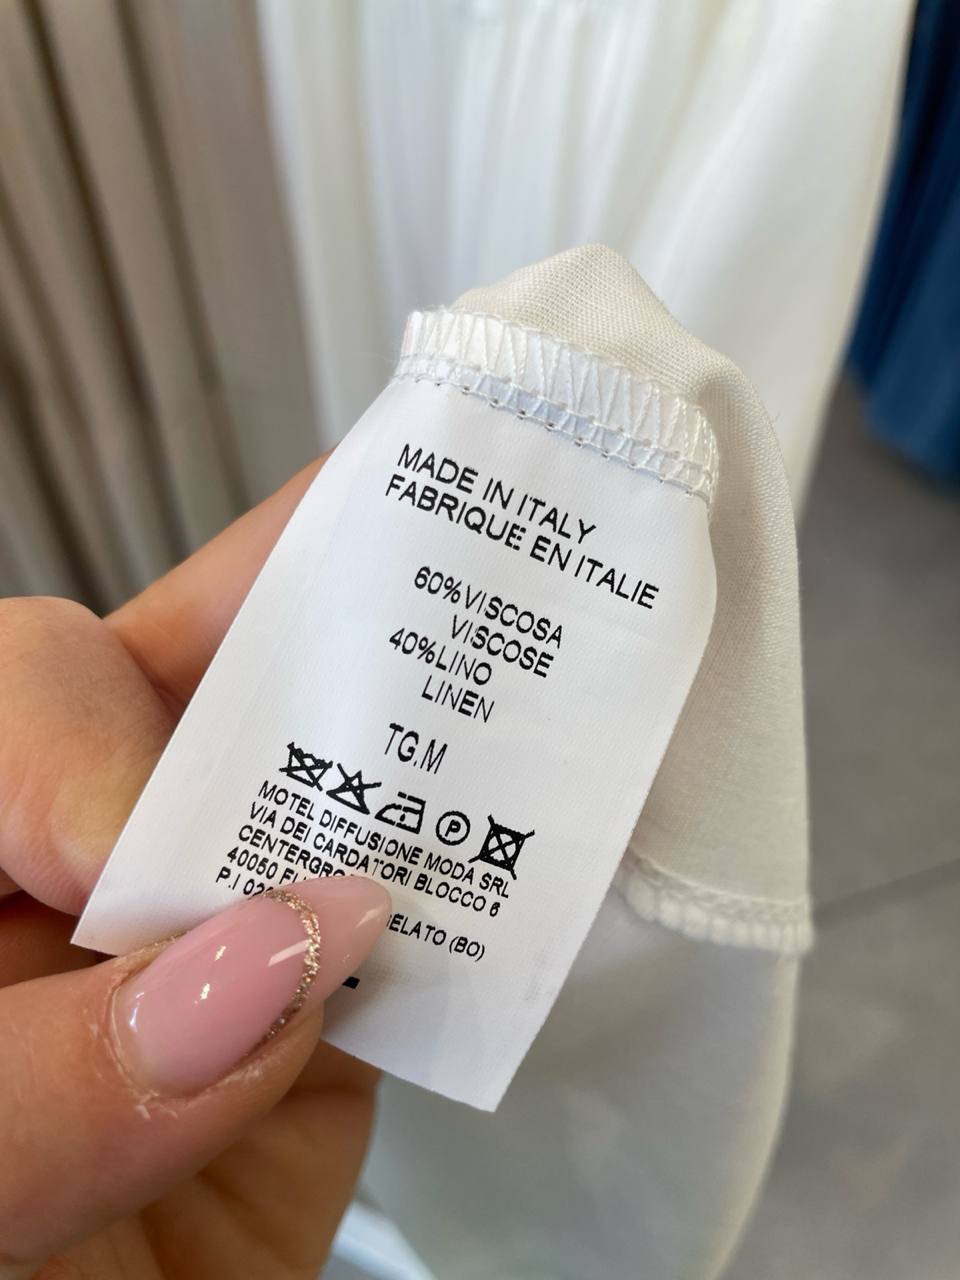 MADE IN ITALY
FABRIQUE EN ITALIE
60%VISCOSA
VISCOSE
40%LINO
LINEN
TG.M
P
MOTEL DIFFUSIONE MODA SRL
VIA DEI CARDATORI BLOCCO 6
40050 (BO)
P.I